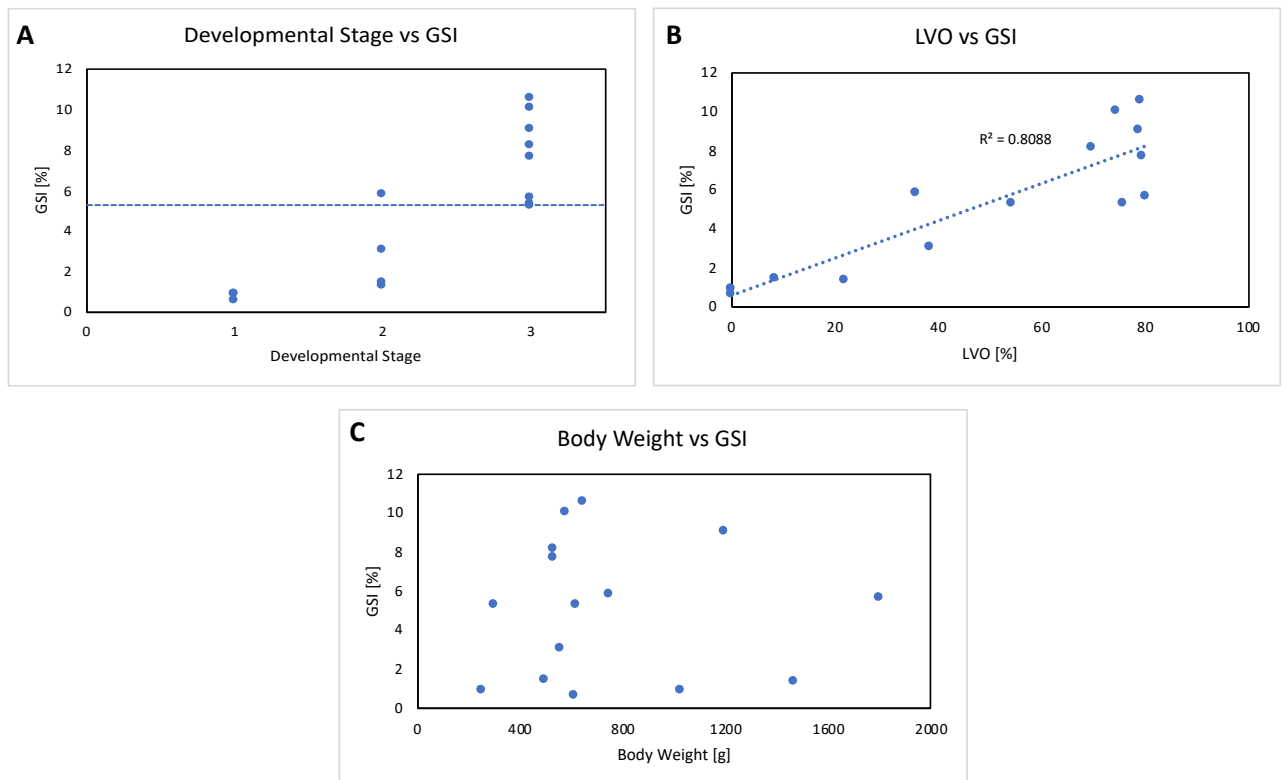 A
Developmental Stage vs GSI
12
10
8
6
4
2
0
GSI [%]
0 1 2 3
Developmental Stage
B
LVO vs GSI
12
10
8
6
4
2
0
GSI [%]
R² = 0.8088
0 20 40 60 80 100
LVO [%]
C
Body Weight vs GSI
12
10
8
6
4
2
0
GSI [%]
0 400 800 1200 1600 2000
Body Weight [g]